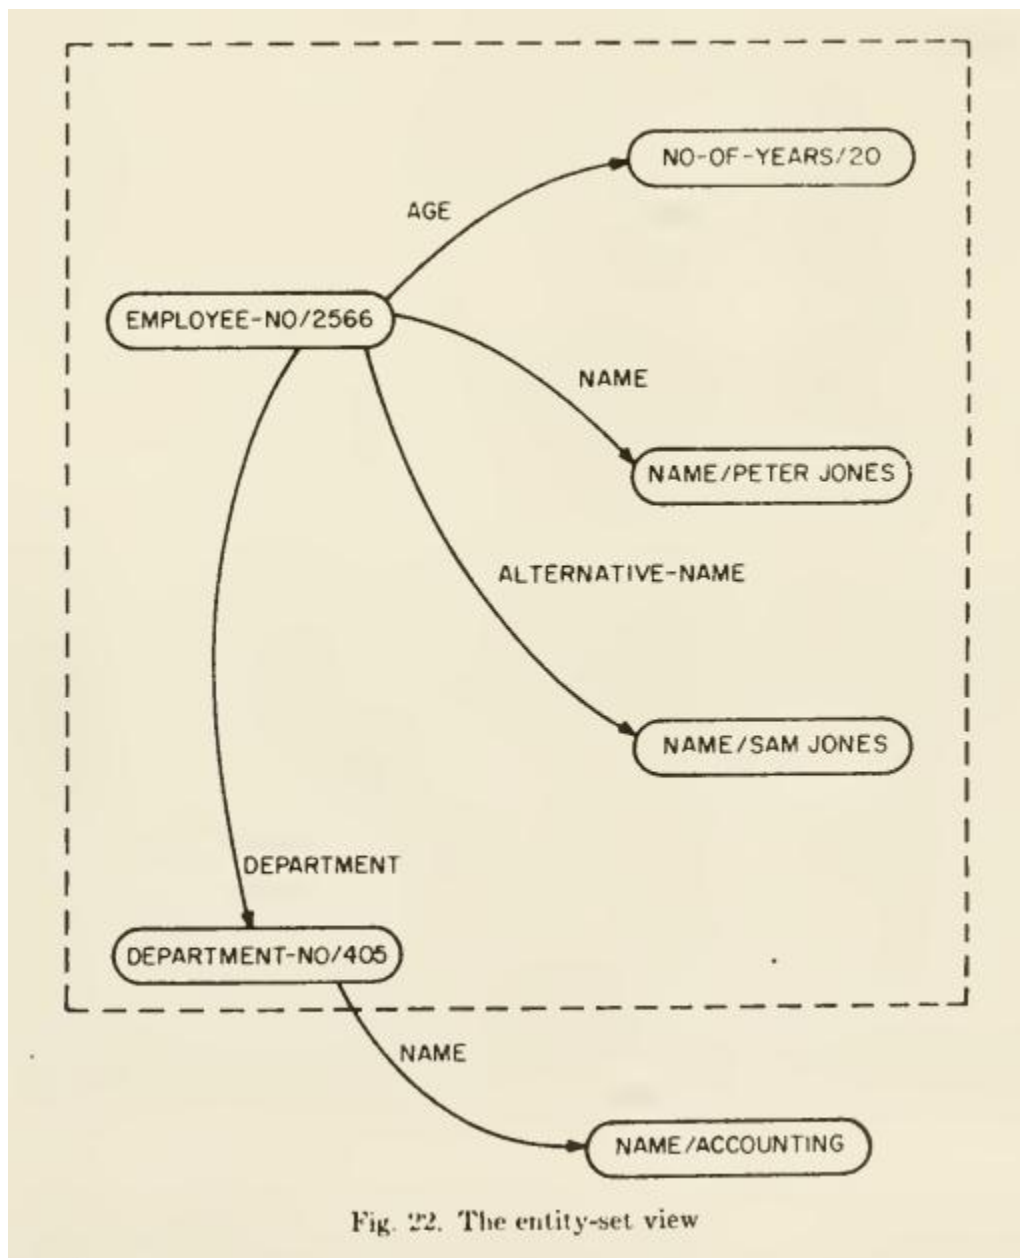 NO-OF-YEARS/20
AGE
EMPLOYEE-NO/2566
NAME
NAME/PETER JONES
ALTERNATIVE-NAME
NAME/SAM JONES
DEPARTMENT
DEPARTMENT-NO/405
NAME
NAME/ACCOUNTING
Fig. 22. The entity-set view